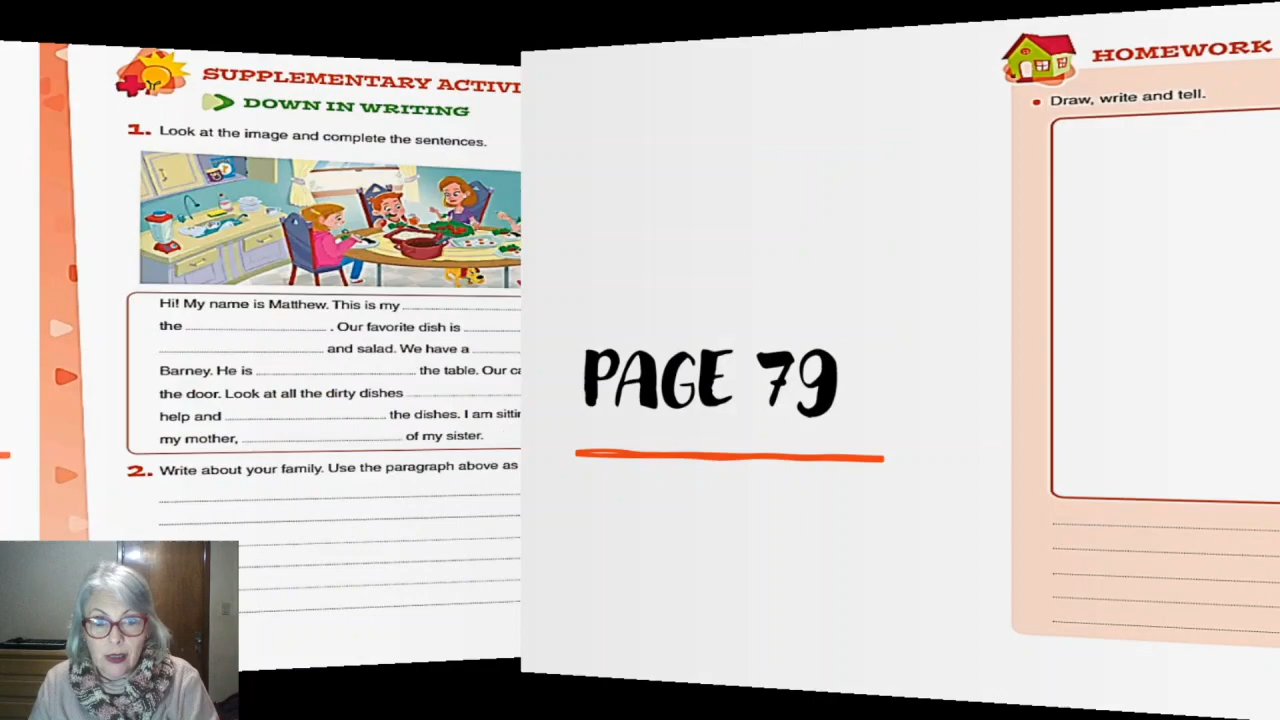 SUPPLEMENTARY
DOWN IN WRITING
1. Look at the image and complete the sentences.
Hi! My name is Matthew. This is my
the . Our favorite dish is
and salad. We have a
Barney. He is the table. Our
the door. Look at all the dirty dishes
help and the dishes. I am
my mother, of my sister.
2. Write about your family. Use the paragraph above as
PAGE 79
HOMEWORK
• Draw, write and tell.